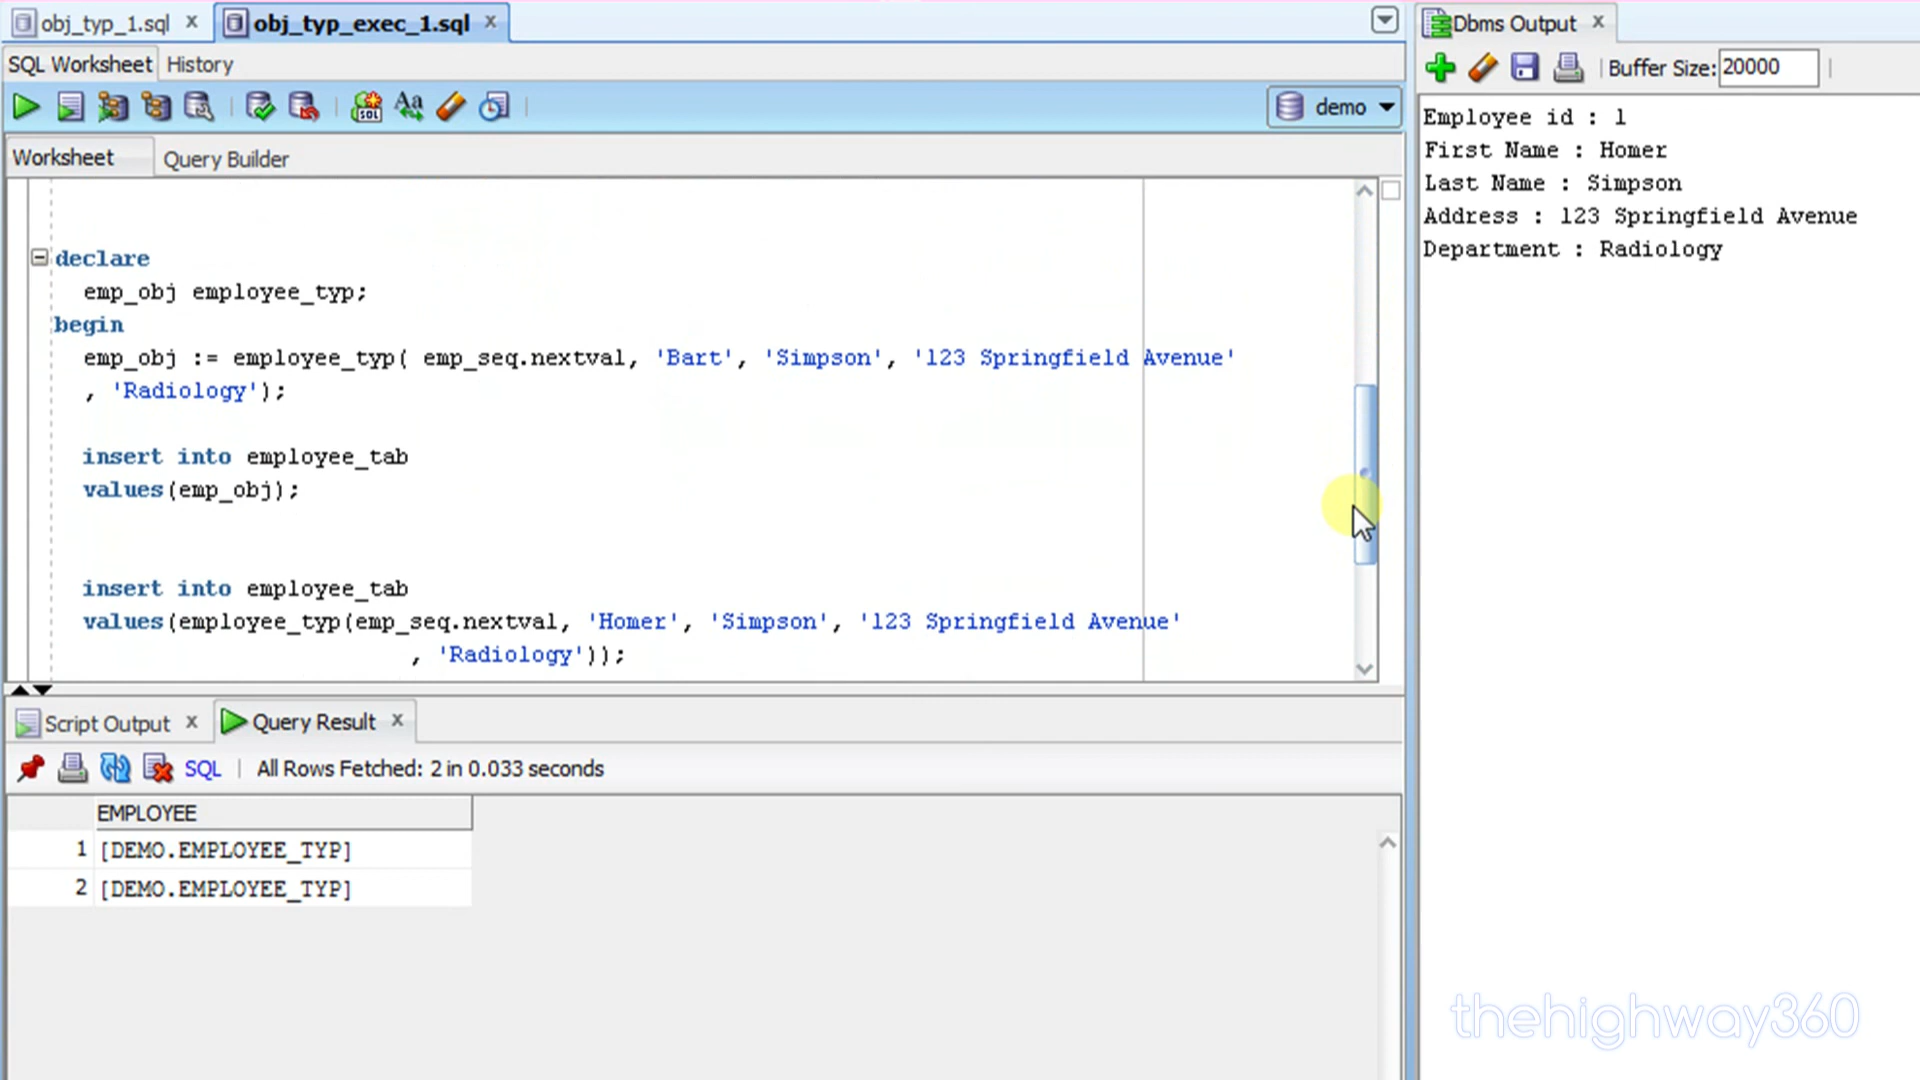 obj_typ_1.sql x obj_typ_exec_1.sql x
SQL Worksheet History
demo
Worksheet Query Builder
declare
emp_obj employee_typ;
begin
emp_obj := employee_typ( emp_seq.nextval, 'Bart', 'Simpson', '123 Springfield Avenue'
, 'Radiology');
insert into employee_tab
values(emp_obj);
insert into employee_tab
values(employee_typ(emp_seq.nextval, 'Homer', 'Simpson', '123 Springfield Avenue'
, 'Radiology'));
Script Output x Query Result x
SQL | All Rows Fetched: 2 in 0.033 seconds
EMPLOYEE
1 [DEMO.EMPLOYEE_TYP]
2 [DEMO.EMPLOYEE_TYP]
Dbms Output x
Buffer Size: 20000
Employee id : 1
First Name : Homer
Last Name : Simpson
Address : 123 Springfield Avenue
Department : Radiology
thehighway360